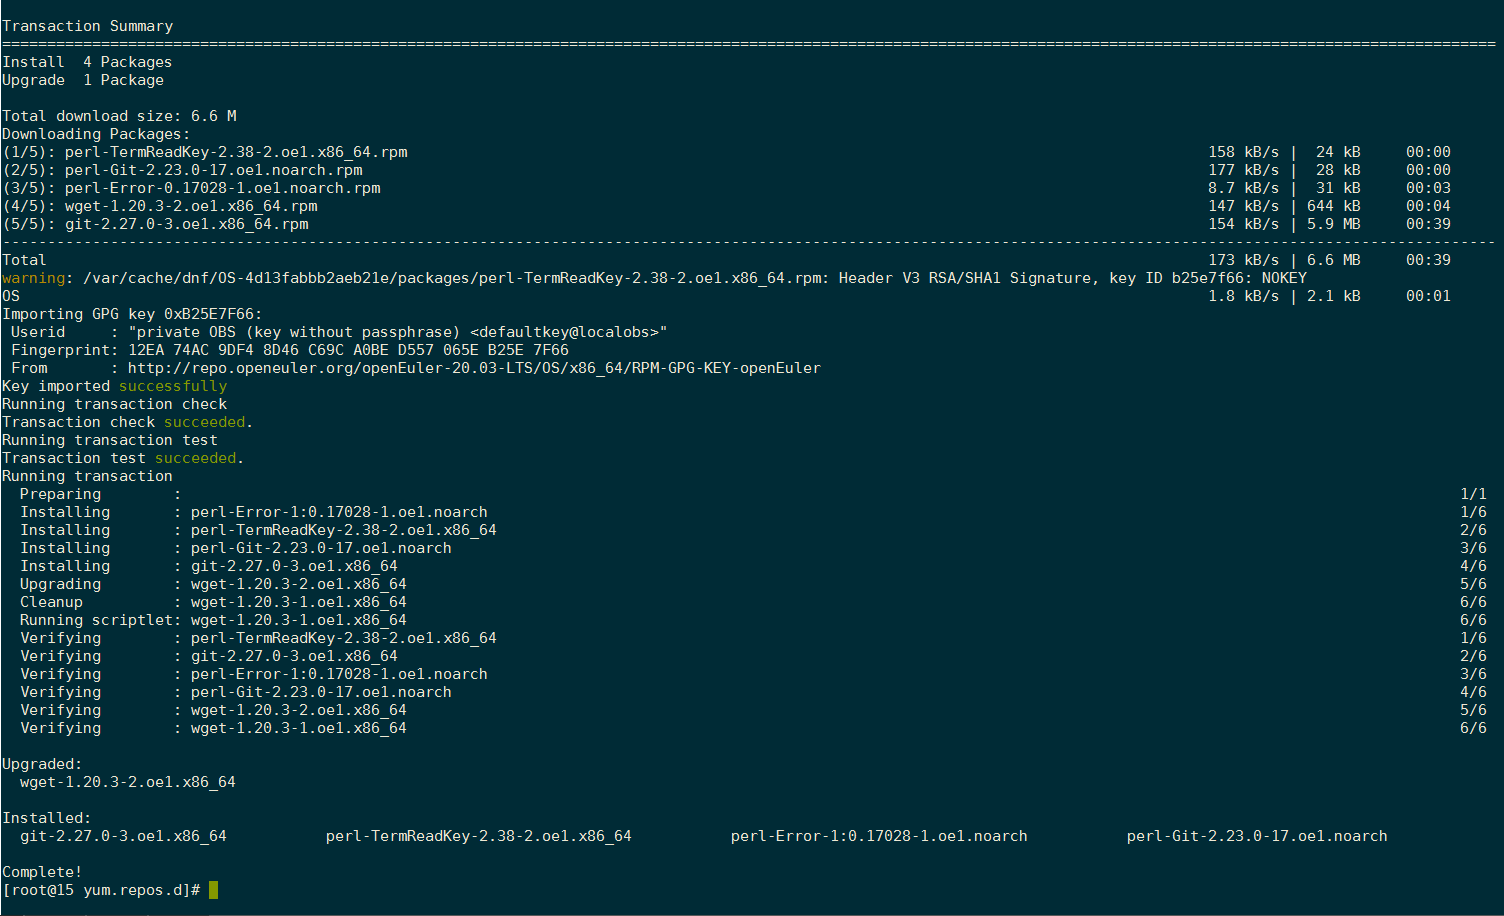 Transaction Summary
================================================================================================================================================================
Install  4 Packages
Upgrade  1 Package
Total download size: 6.6 M
Downloading Packages:
(1/5): perl-TermReadKey-2.38-2.oe1.x86_64.rpm 158 kB/s |  24 kB     00:00
(2/5): perl-Git-2.23.0-17.oe1.noarch.rpm 177 kB/s |  28 kB     00:00
(3/5): perl-Error-0.17028-1.oe1.noarch.rpm 8.7 kB/s |  31 kB     00:03
(4/5): wget-1.20.3-2.oe1.x86_64.rpm 147 kB/s | 644 kB     00:04
(5/5): git-2.27.0-3.oe1.x86_64.rpm 154 kB/s | 5.9 MB     00:39
----------------------------------------------------------------------------------------------------------------------------------------------------------------
Total 173 kB/s | 6.6 MB     00:39
warning: /var/cache/dnf/OS-4d13fabbb2aeb21e/packages/perl-TermReadKey-2.38-2.oe1.x86_64.rpm: Header V3 RSA/SHA1 Signature, key ID b25e7f66: NOKEY
OS 1.8 kB/s | 2.1 kB     00:01
Importing GPG key 0xB25E7F66:
 Userid     : "private OBS (key without passphrase) <defaultkey@localobs>"
 Fingerprint: 12EA 74AC 9DF4 8D46 C69C A0BE D557 065E B25E 7F66
 From       : http://repo.openeuler.org/openEuler-20.03-LTS/OS/x86_64/RPM-GPG-KEY-openEuler
Key imported successfully
Running transaction check
Transaction check succeeded.
Running transaction test
Transaction test succeeded.
Running transaction
  Preparing        : 1/1
  Installing       : perl-Error-1:0.17028-1.oe1.noarch 1/6
  Installing       : perl-TermReadKey-2.38-2.oe1.x86_64 2/6
  Installing       : perl-Git-2.23.0-17.oe1.noarch 3/6
  Installing       : git-2.27.0-3.oe1.x86_64 4/6
  Upgrading        : wget-1.20.3-2.oe1.x86_64 5/6
  Cleanup          : wget-1.20.3-1.oe1.x86_64 6/6
  Running scriptlet: wget-1.20.3-1.oe1.x86_64 6/6
  Verifying        : perl-TermReadKey-2.38-2.oe1.x86_64 1/6
  Verifying        : git-2.27.0-3.oe1.x86_64 2/6
  Verifying        : perl-Error-1:0.17028-1.oe1.noarch 3/6
  Verifying        : perl-Git-2.23.0-17.oe1.noarch 4/6
  Verifying        : wget-1.20.3-2.oe1.x86_64 5/6
  Verifying        : wget-1.20.3-1.oe1.x86_64 6/6
Upgraded:
  wget-1.20.3-2.oe1.x86_64
Installed:
  git-2.27.0-3.oe1.x86_64           perl-TermReadKey-2.38-2.oe1.x86_64           perl-Error-1:0.17028-1.oe1.noarch           perl-Git-2.23.0-17.oe1.noarch
Complete!
[root@15 yum.repos.d]#